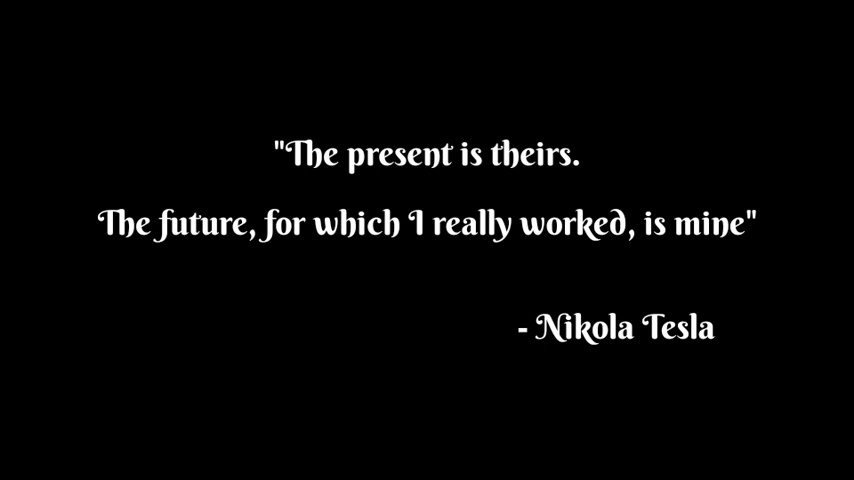 "The present is theirs.
The future, for which I really worked, is mine"
- Nikola Tesla